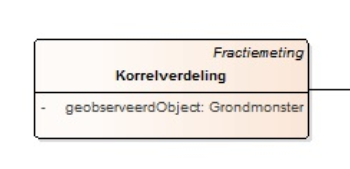 Fractiemeting
Korrelverdeling
- geobserveerdObject: Grondmonster